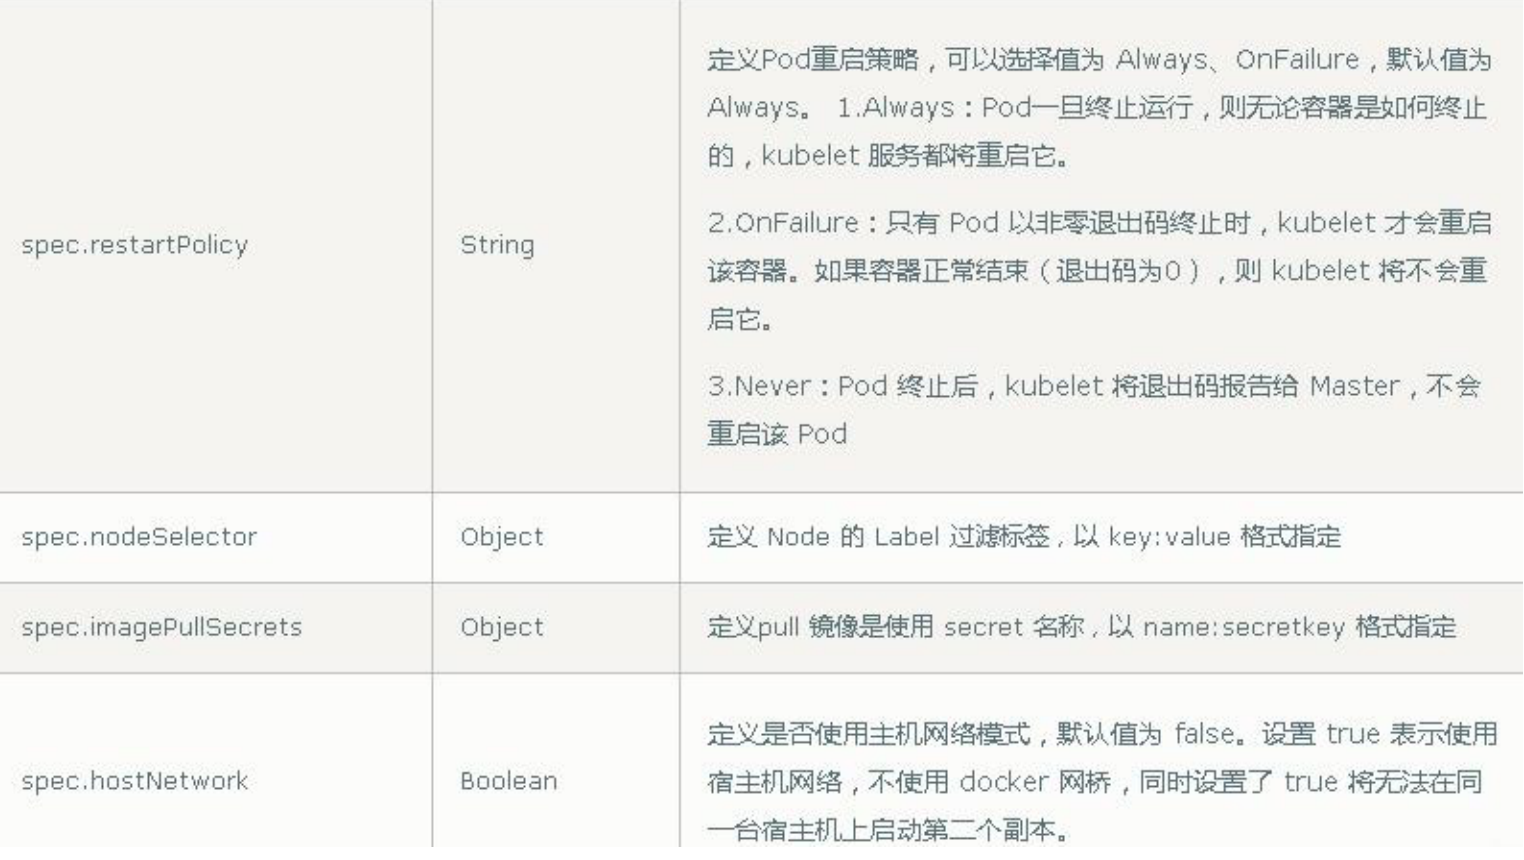 定义Pod重启策略，可以选择值为 Always、OnFailure，默认值为
Always。 1.Always：Pod一旦终止运行，则无论容器是如何终止
的，kubelet 服务都将重启它。
2.OnFailure：只有 Pod 以非零退出码终止时，kubelet 才会重启
spec.restartPolicy
String
该容器。如果容器正常结束（退出码为0），则 kubelet 将不会重
启它。
3.Never：Pod 终止后，kubelet 将退出码报告给 Master，不会
重启该 Pod
spec.nodeSelector
Object
定义 Node 的 Label 过滤标签，以 key:value 格式指定
spec.imagePullSecrets
Object
定义pull 镜像是使用 secret 名称，以 name:secretkey 格式指定
spec.hostNetwork
Boolean
定义是否使用主机网络模式，默认值为 false。设置 true 表示使用
宿主机网络，不使用 docker 网桥，同时设置了 true 将无法在同
一台宿主机上启动第二个副本。